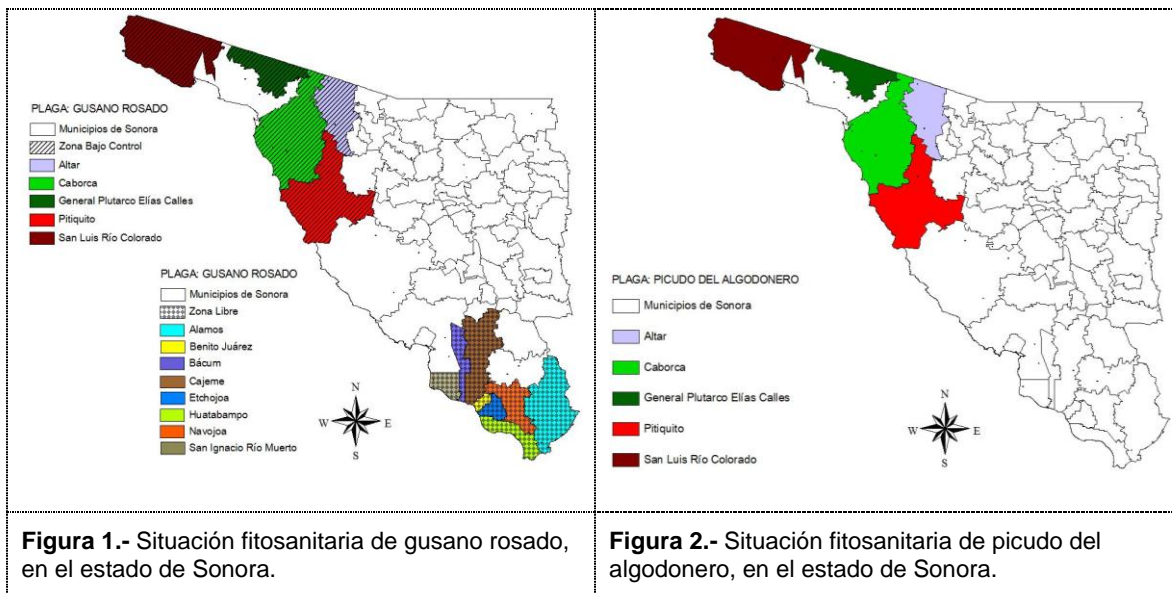 PLAGA: GUSANO ROSADO
Municipios de Sonora
Zona Bajo Control
Altar
Caborca
General Plutarco Elías Calles
Pitiquito
San Luis Río Colorado
PLAGA: GUSANO ROSADO
Municipios de Sonora
Zona Libre
Alamos
Benito Juárez
Bácum
Cajeme
Etchojoa
Huatabampo
Navojoa
San Ignacio Río Muerto
N
W E
S
Figura 1.- Situación fitosanitaria de gusano rosado,
en el estado de Sonora.
PLAGA: PICUDO DEL ALGODONERO
Municipios de Sonora
Altar
Caborca
General Plutarco Elías Calles
Pitiquito
San Luis Río Colorado
N
W E
S
Figura 2.- Situación fitosanitaria de picudo del
algodonero, en el estado de Sonora.